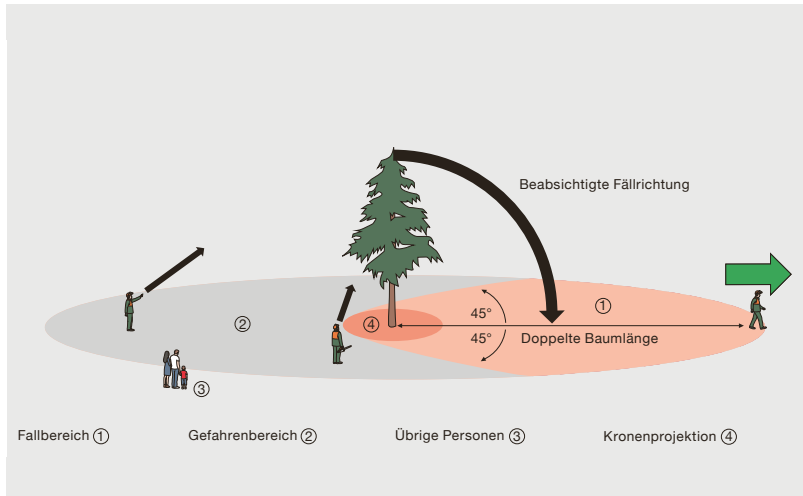 Beabsichtigte Fällrichtung
①
45°
② ④
45° Doppelte Baumlänge
③
Fallbereich ① Gefahrenbereich ② Übrige Personen ③ Kronenprojektion ④